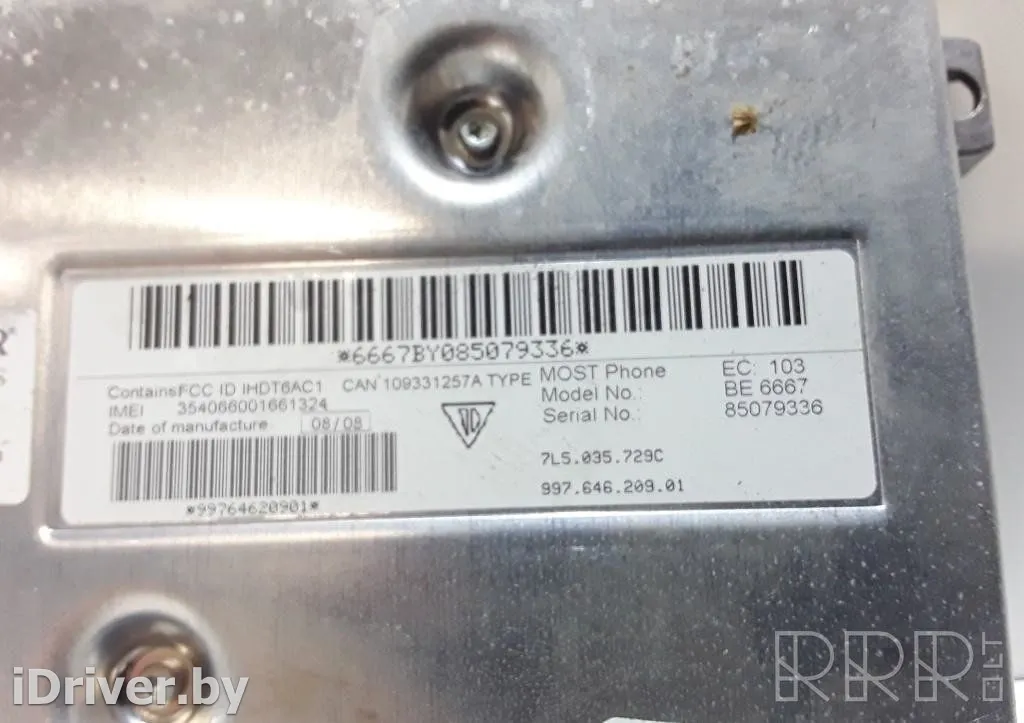 *6667BY085079336*
ContainsFCC ID IHDT6AC1 CAN 109331257A TYPE MOST Phone EC: 103
IMEI 354066001661324 Model No.: BE 6667
Date of manufacture 08/08 Serial No.: 85079336
7L5.035.729C
997.646.209.01
*99764620901*
R®
S
iDriver.by
RRR.LT